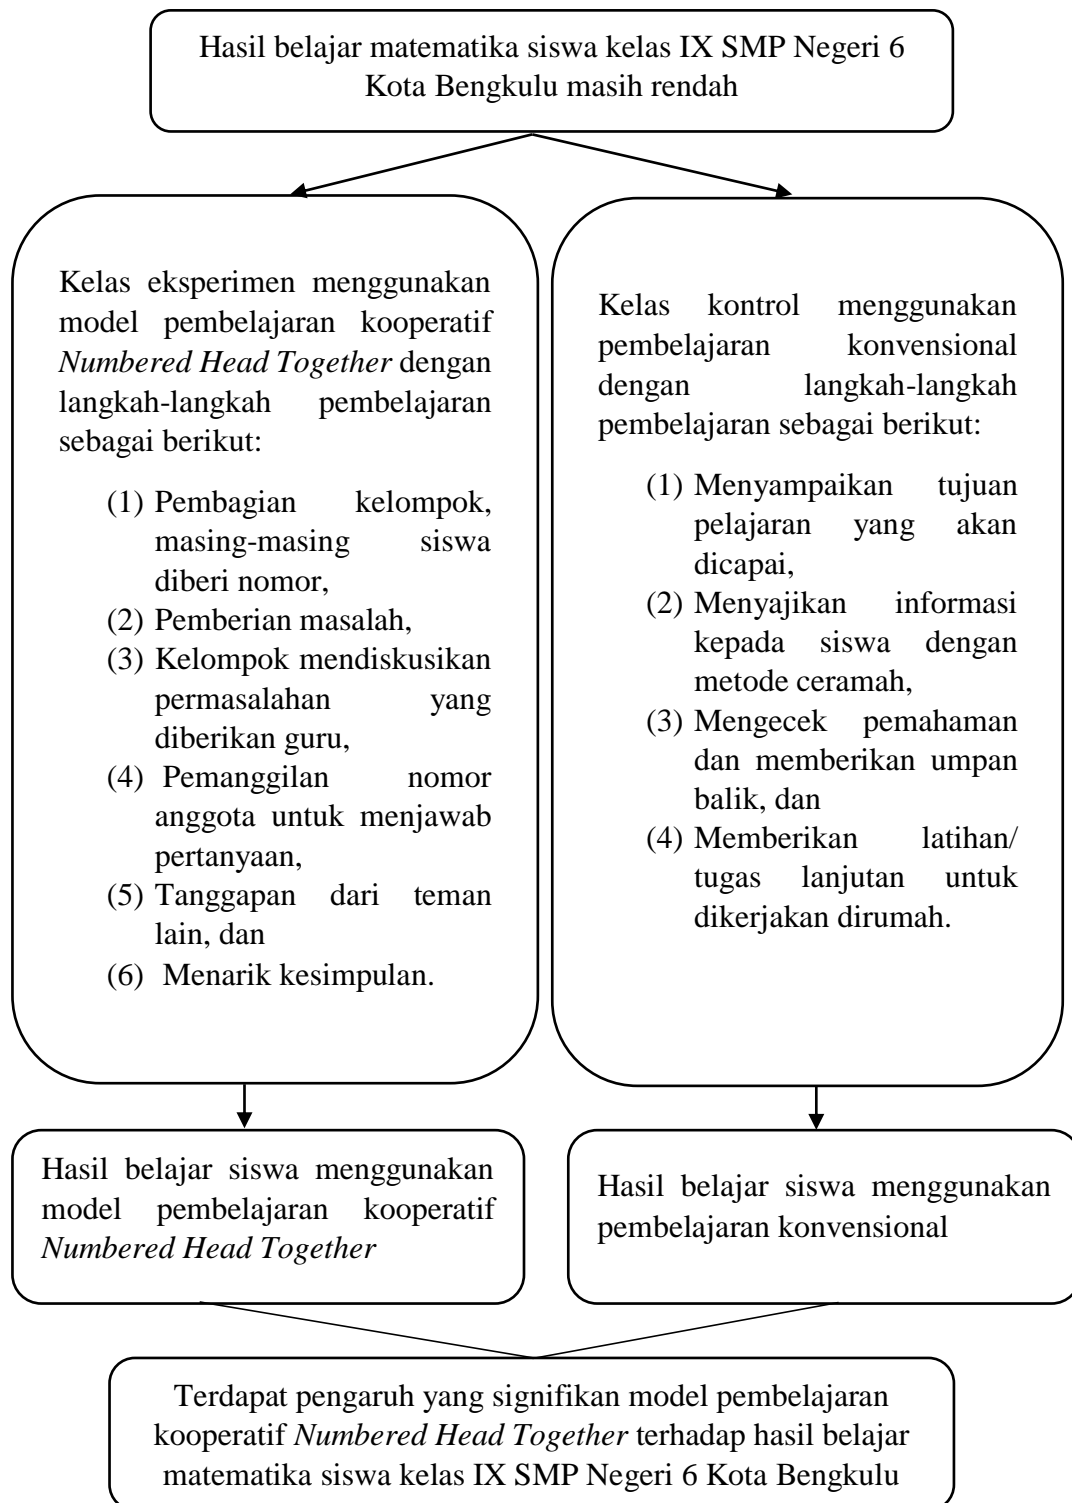 Hasil belajar matematika siswa kelas IX SMP Negeri 6
Kota Bengkulu masih rendah
Kelas eksperimen menggunakan
model pembelajaran kooperatif
Numbered Head Together dengan
langkah-langkah pembelajaran
sebagai berikut:
(1) Pembagian kelompok,
masing-masing siswa
diberi nomor,
(2) Pemberian masalah,
(3) Kelompok mendiskusikan
permasalahan yang
diberikan guru,
(4) Pemanggilan nomor
anggota untuk menjawab
pertanyaan,
(5) Tanggapan dari teman
lain, dan
(6) Menarik kesimpulan.
Kelas kontrol menggunakan
pembelajaran konvensional
dengan langkah-langkah
pembelajaran sebagai berikut:
(1) Menyampaikan tujuan
pelajaran yang akan
dicapai,
(2) Menyajikan informasi
kepada siswa dengan
metode ceramah,
(3) Mengecek pemahaman
dan memberikan umpan
balik, dan
(4) Memberikan latihan/
tugas lanjutan untuk
dikerjakan dirumah.
Hasil belajar siswa menggunakan
model pembelajaran kooperatif
Numbered Head Together
Hasil belajar siswa menggunakan
pembelajaran konvensional
Terdapat pengaruh yang signifikan model pembelajaran
kooperatif Numbered Head Together terhadap hasil belajar
matematika siswa kelas IX SMP Negeri 6 Kota Bengkulu